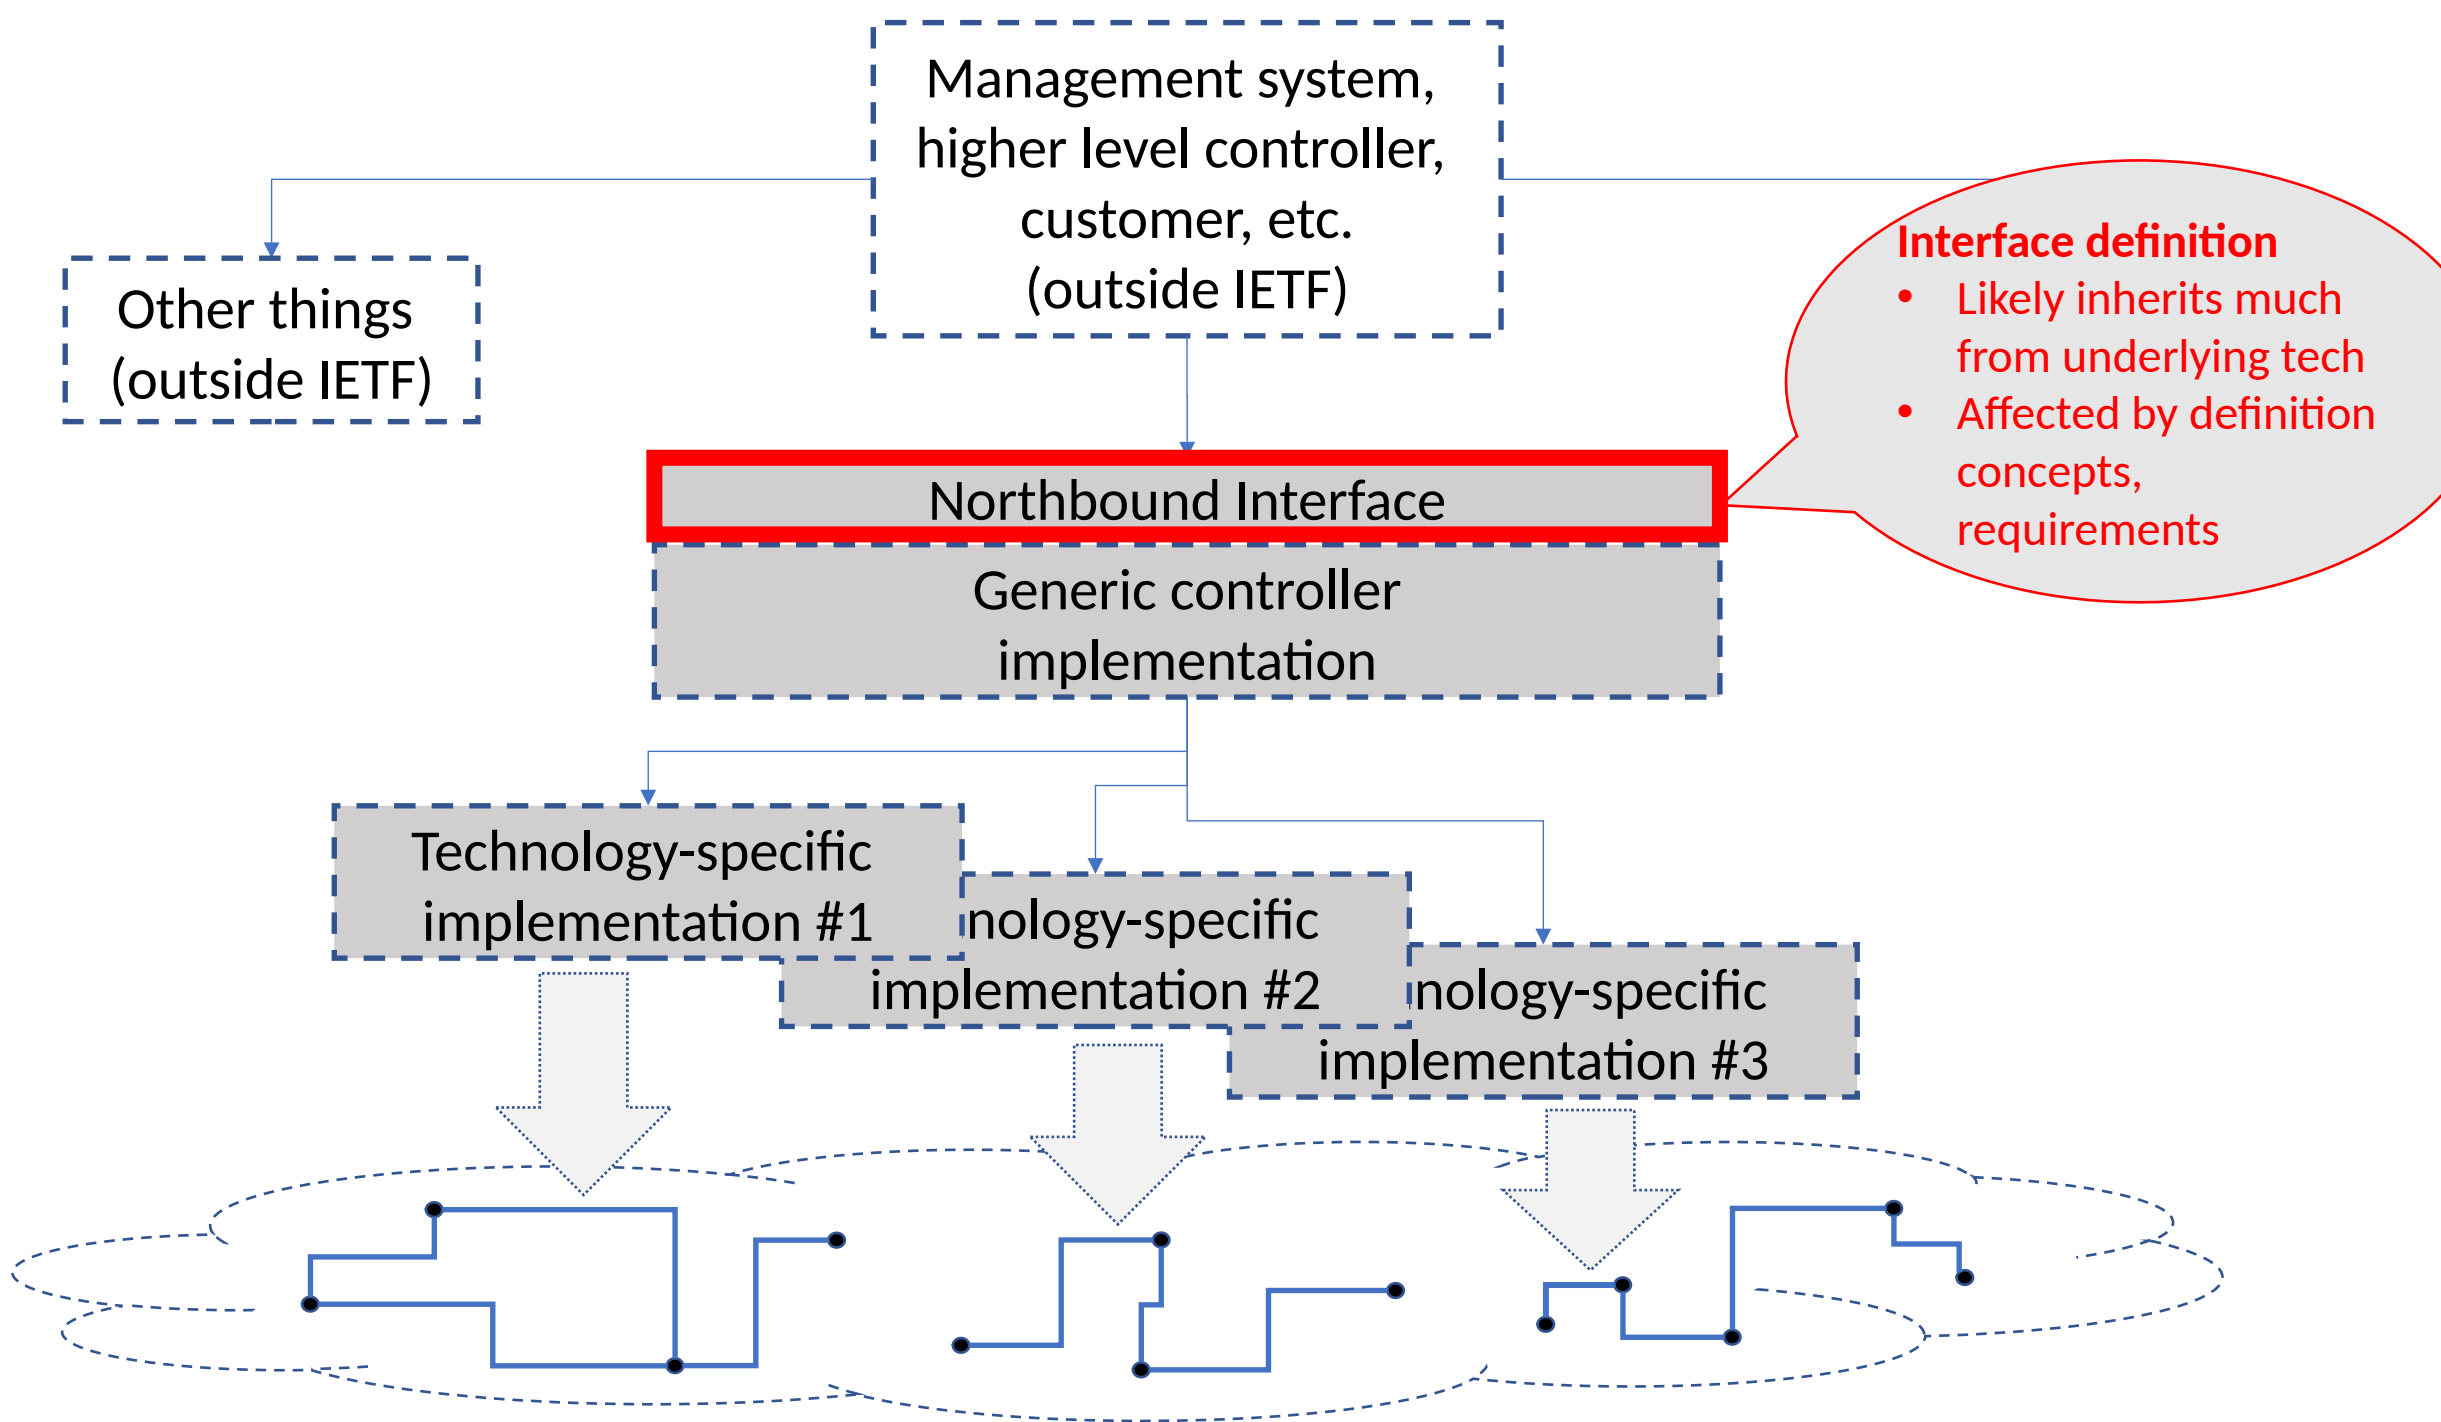 Management system,
higher level controller,
customer, etc.
(outside IETF)
Other things
(outside IETF)
Interface definition
• Likely inherits much
from underlying tech
• Affected by definition
concepts,
requirements
Northbound Interface
Generic controller
implementation
Technology-specific
implementation #1
nology-specific
implementation #2
nology-specific
implementation #3